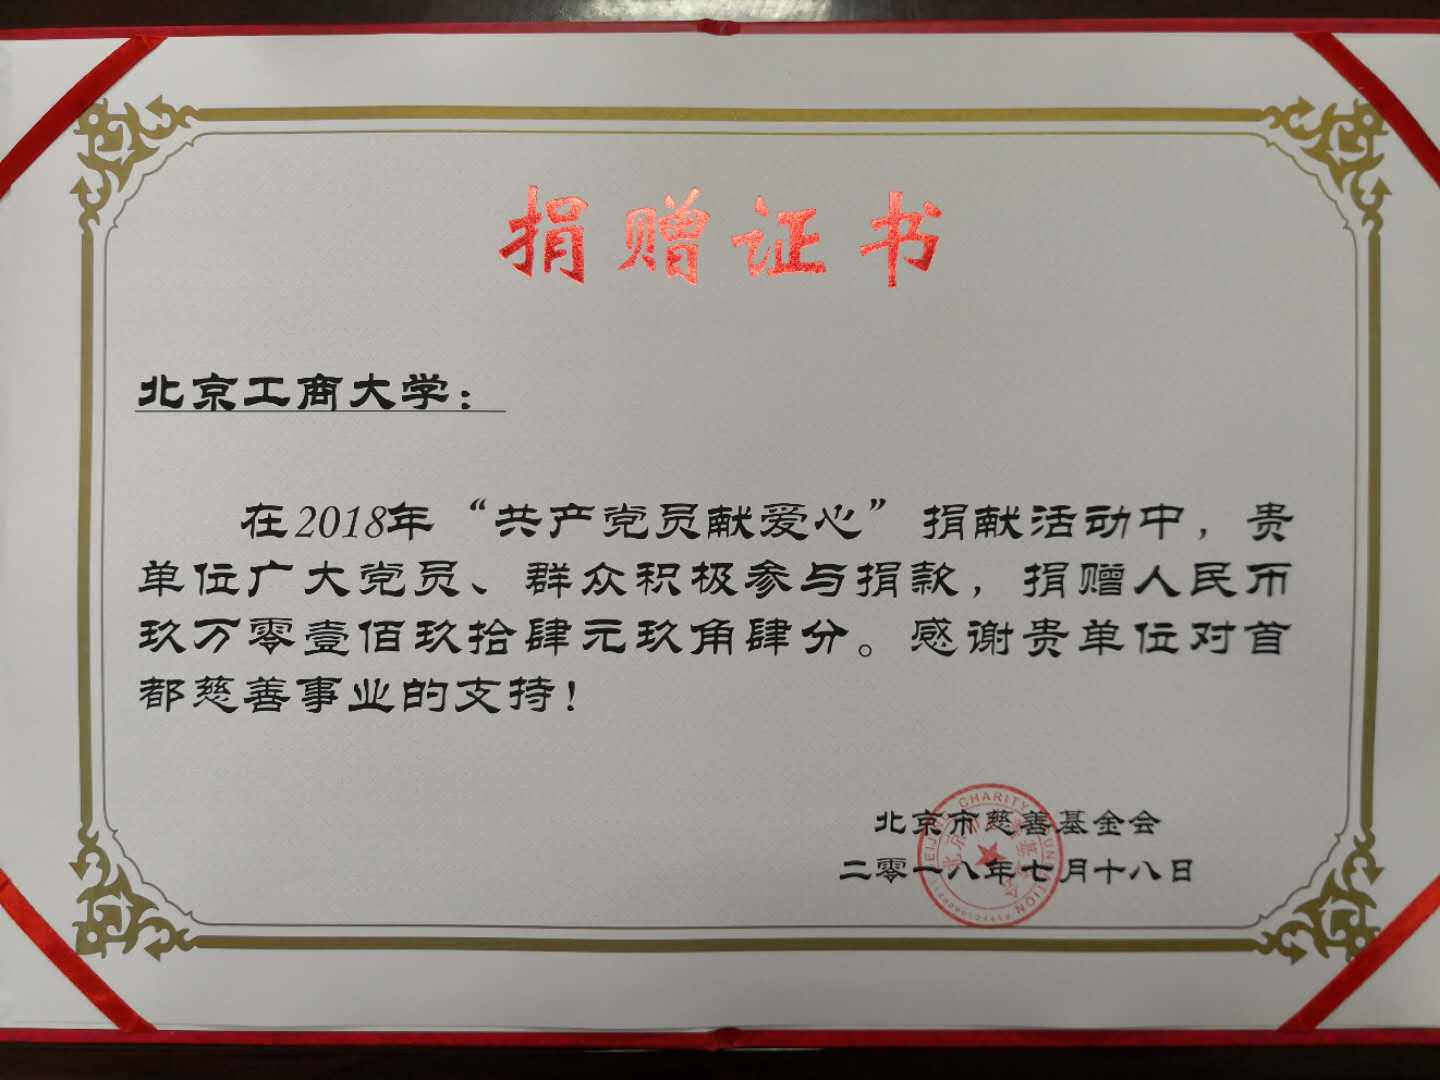 捐赠证书
北京工商大学：
在2018年“共产党员献爱心”捐献活动中，贵
单位广大党员、群众积极参与捐款，捐赠人民币
玖万零壹佰玖拾肆元玖角肆分。感谢贵单位对首
都慈善事业的支持！
北京市慈善基金会
二零一八年七月十八日